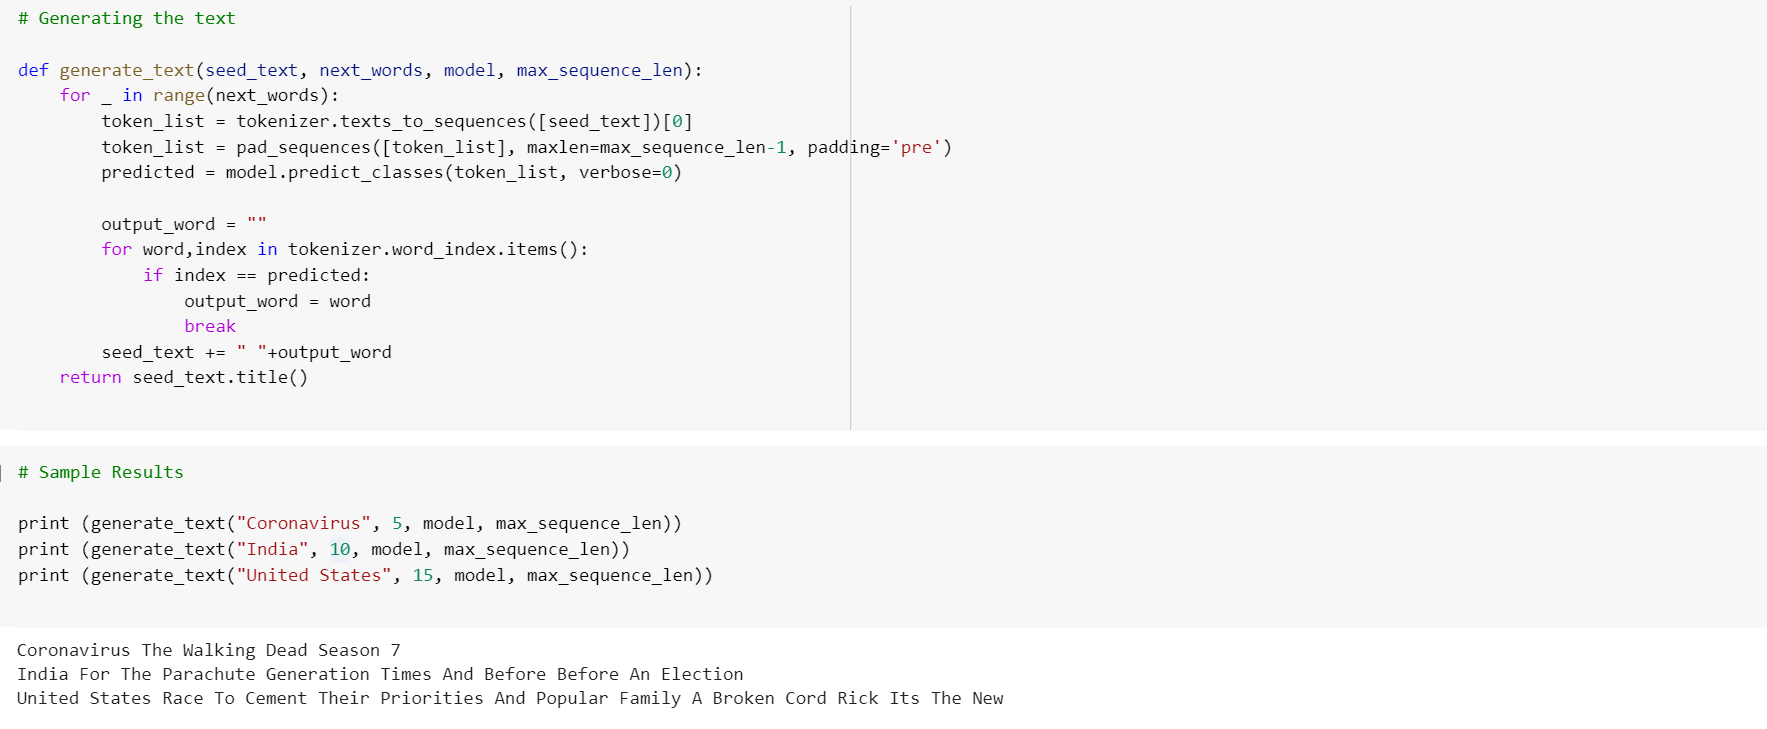 # Generating the text
def generate_text(seed_text, next_words, model, max_sequence_len):
    for _ in range(next_words):
        token_list = tokenizer.texts_to_sequences([seed_text])[0]
        token_list = pad_sequences([token_list], maxlen=max_sequence_len-1, padding='pre')
        predicted = model.predict_classes(token_list, verbose=0)
        output_word = ""
        for word,index in tokenizer.word_index.items():
            if index == predicted:
                output_word = word
                break
        seed_text += " "+output_word
    return seed_text.title()
# Sample Results
print (generate_text("Coronavirus", 5, model, max_sequence_len))
print (generate_text("India", 10, model, max_sequence_len))
print (generate_text("United States", 15, model, max_sequence_len))
Coronavirus The Walking Dead Season 7
India For The Parachute Generation Times And Before Before An Election
United States Race To Cement Their Priorities And Popular Family A Broken Cord Rick Its The New